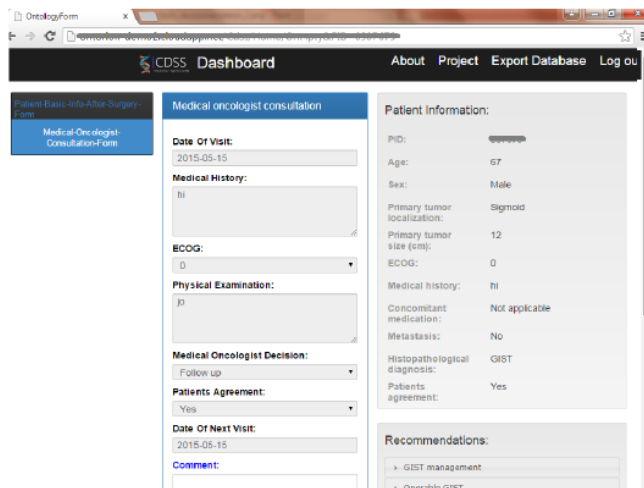 OntologyForm
CDSS Dashboard
About Project Export Database Log ou
Patient-Basic-Info-After-Surgery-
Form
Medical-Oncologist-
Consultation-Form
Medical oncologist consultation
Date Of Visit:
2015-05-15
Medical History:
hi
ECOG:
0
Physical Examination:
jo
Medical Oncologist Decision:
Follow up
Patients Agreement:
Yes
Date Of Next Visit:
2015-05-15
Comment:
Patient Information:
PID:
Age: 67
Sex: Male
Primary tumor
localization: Sigmoid
Primary tumor
size (cm): 12
ECOG: 0
Medical history: hi
Concomitant
medication: Not applicable
Metastasis: No
Histopathological
diagnosis: GIST
Patients
agreement: Yes
Recommendations:
GIST management
Operable GIST